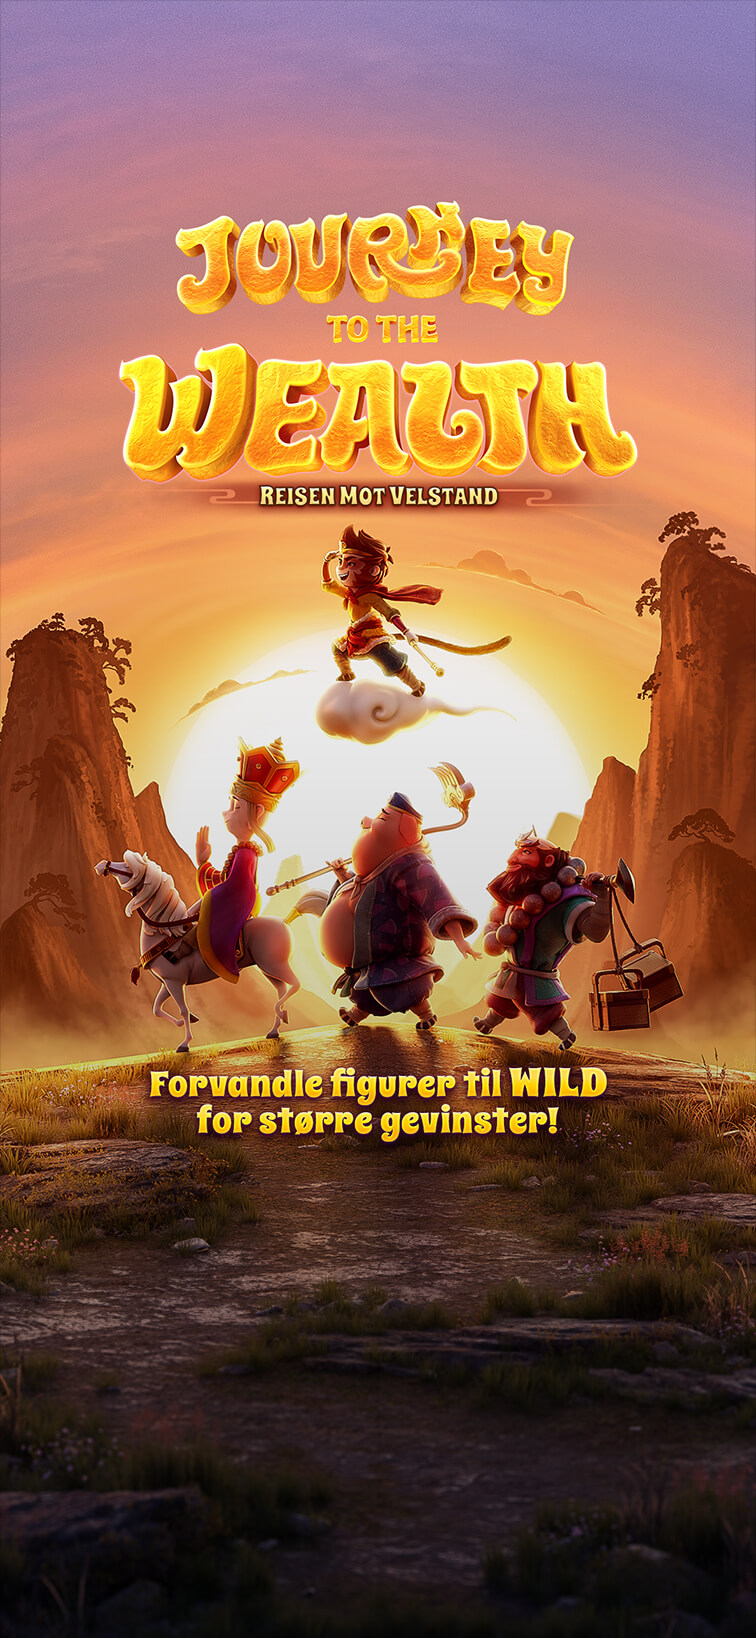 JOURNEY
TO THE
WEALTH
REISEN MOT VELSTAND
Forvandle figurer til WILD
for større gevinster!